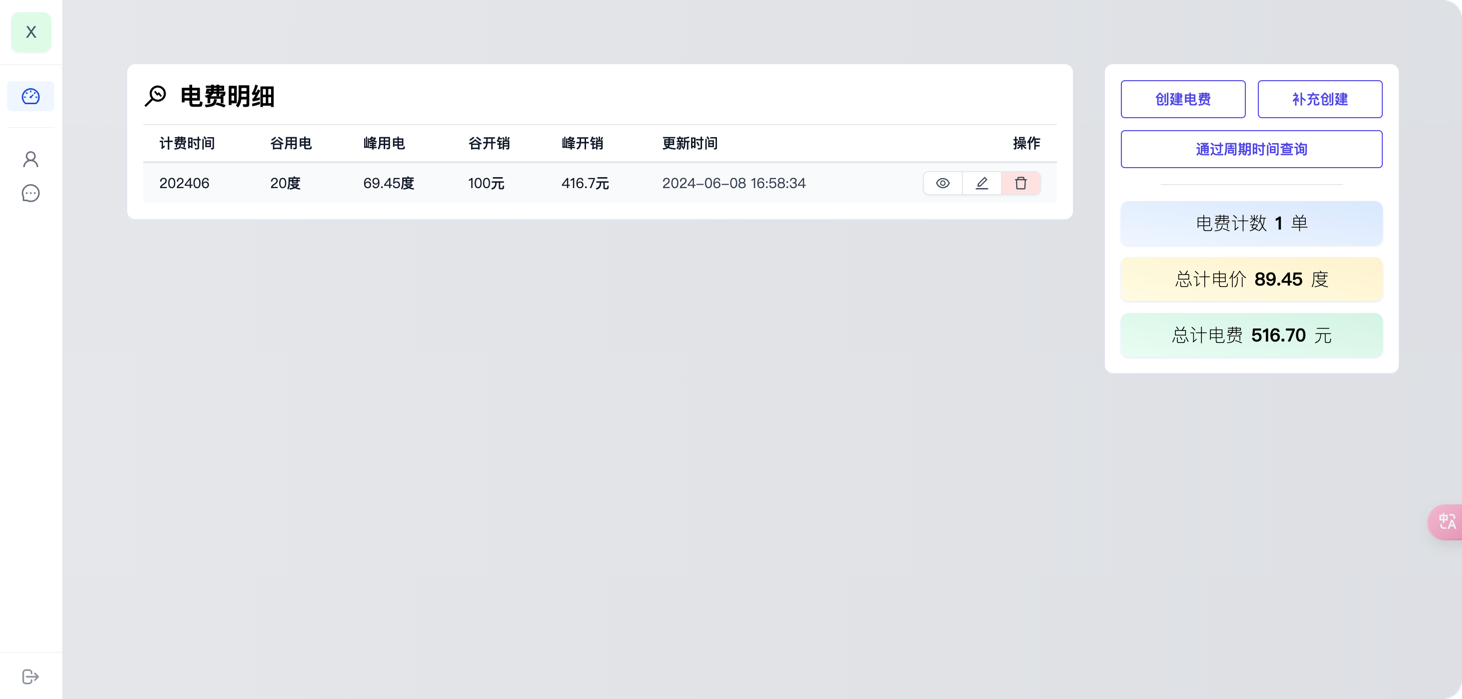 X
电费明细
计费时间 谷用电 峰用电 谷开销 峰开销 更新时间 操作
202406 20度 69.45度 100元 416.7元 2024-06-08 16:58:34
创建电费 补充创建
通过周期时间查询
电费计数 1 单
总计电价 89.45 度
总计电费 516.70 元
中 A